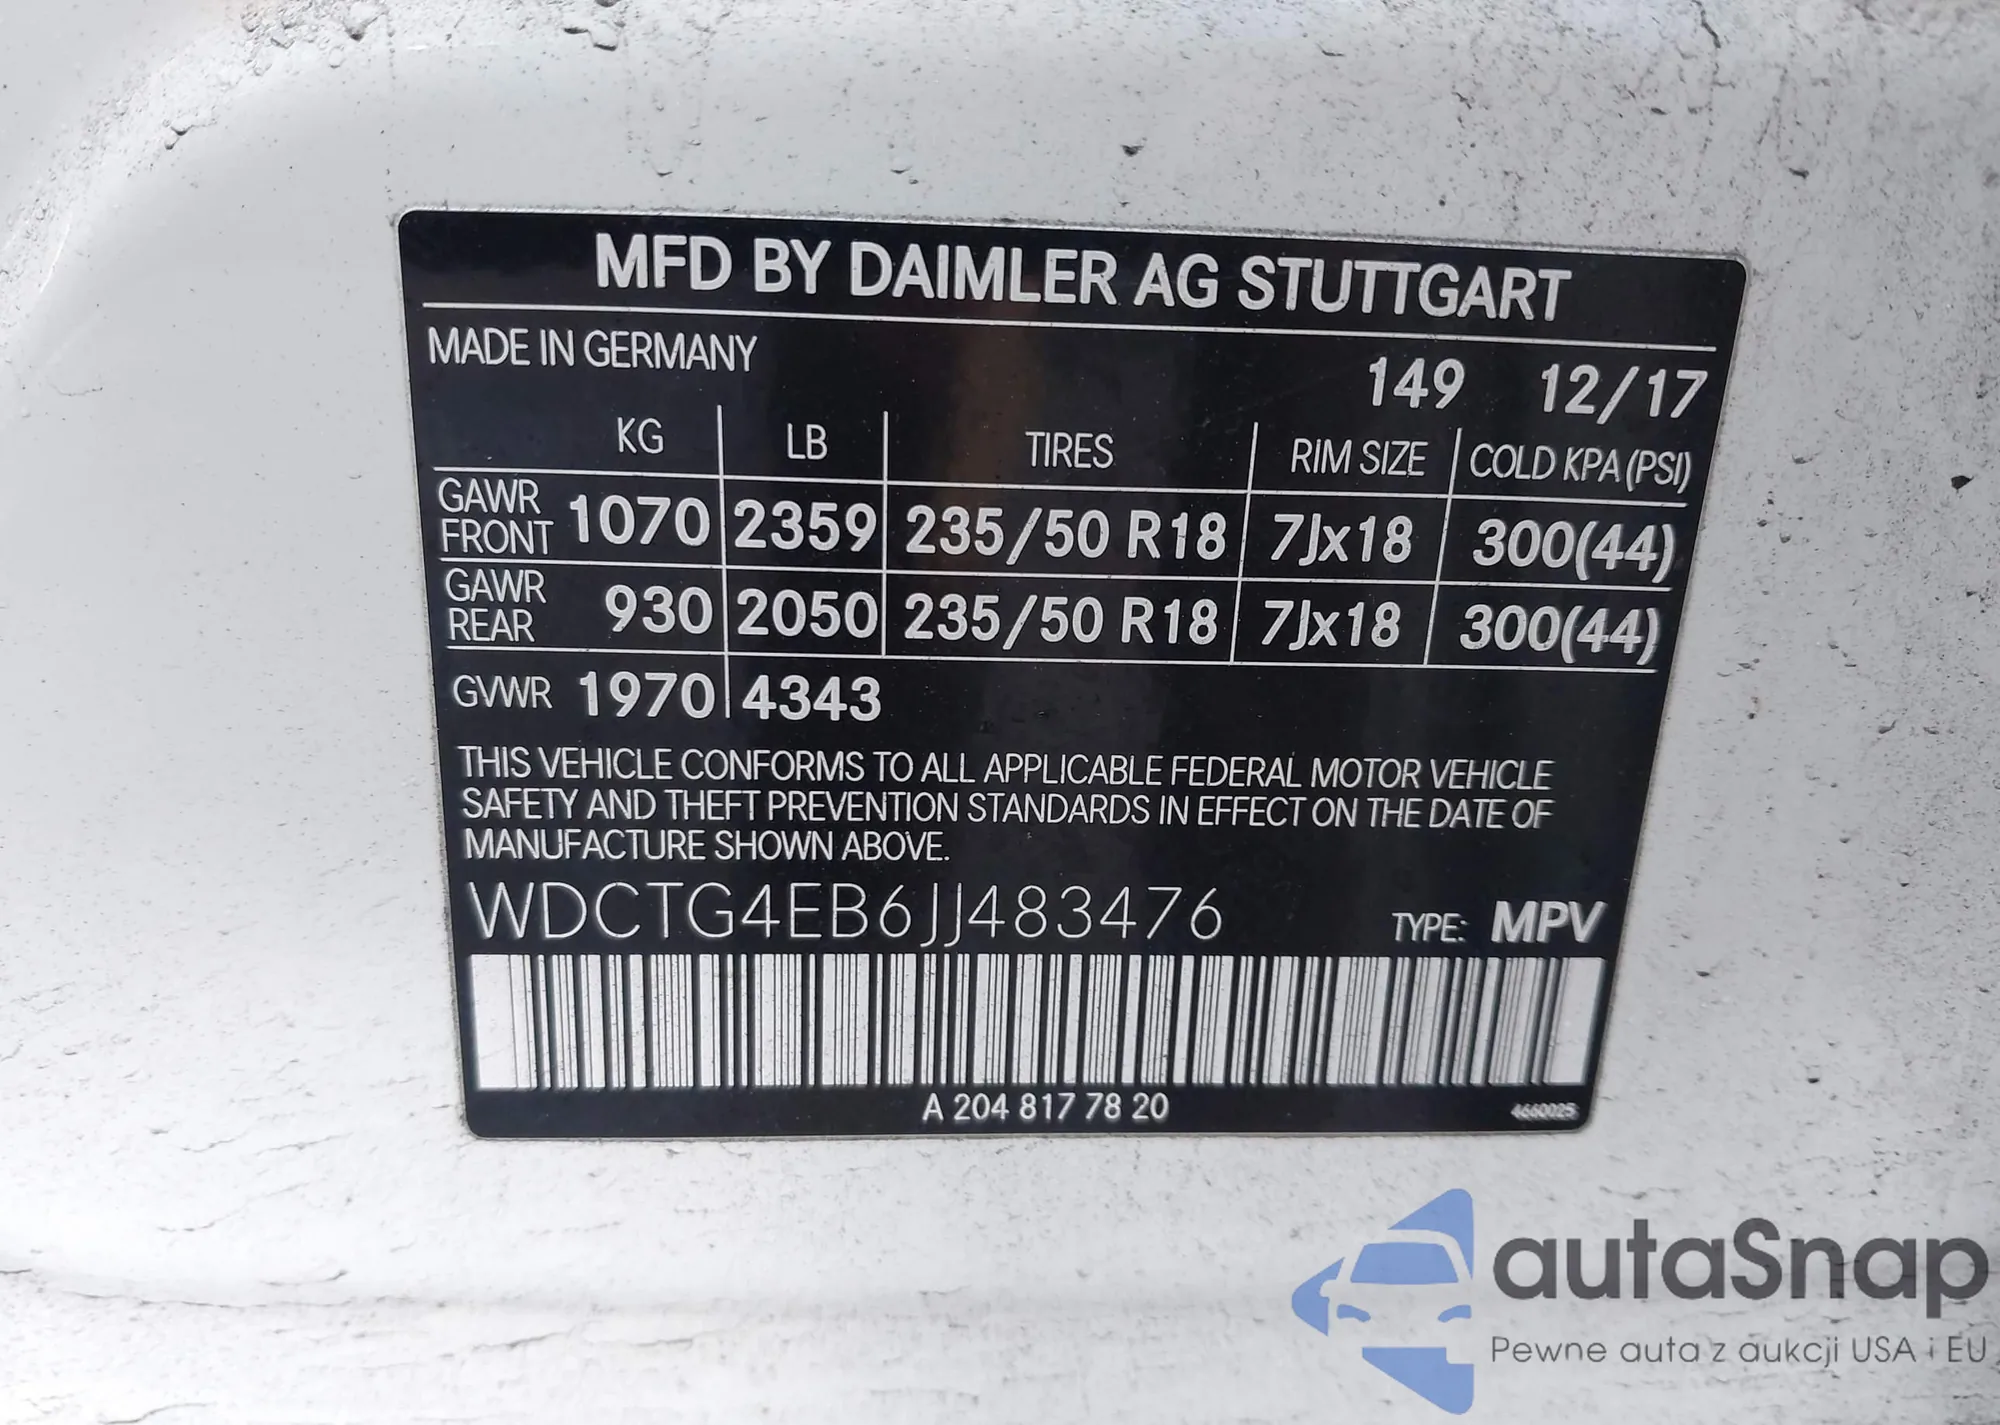 MFD BY DAIMLER AG STUTTGART
MADE IN GERMANY
149 12/17
KG LB TIRES RIM SIZE COLD KPA (PSI)
GAWR FRONT 1070 2359 235/50 R18 7Jx18 300(44)
GAWR REAR 930 2050 235/50 R18 7Jx18 300(44)
GVWR 1970 4343
THIS VEHICLE CONFORMS TO ALL APPLICABLE FEDERAL MOTOR VEHICLE
SAFETY AND THEFT PREVENTION STANDARDS IN EFFECT ON THE DATE OF
MANUFACTURE SHOWN ABOVE.
WDCTG4EB6JJ483476 TYPE: MPV
A 204 817 78 20
4660025
autaSnap
Pewne auta z aukcji USA i EU